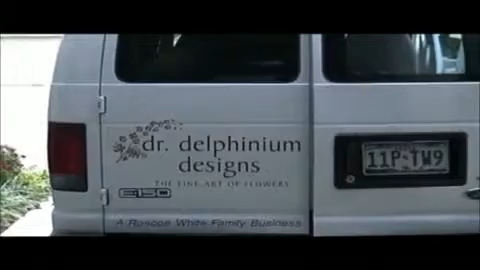 dr. delphinium
designs
THE FINE ART OF FLOWERS
E150
A Roscoe White Family Business
11P·TW9